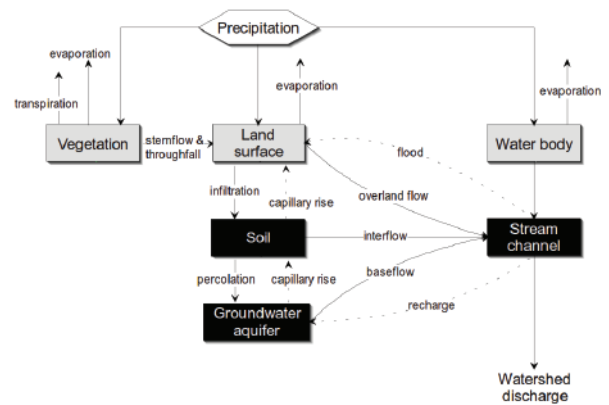 Precipitation
evaporation
transpiration
evaporation
evaporation
Vegetation
stemflow &
throughfall
Land
surface
Water body
flood
infiltration
capillary rise
overland flow
Soil
interflow
Stream
channel
percolation
capillary rise
baseflow
Groundwater
aquifer
recharge
Watershed
discharge